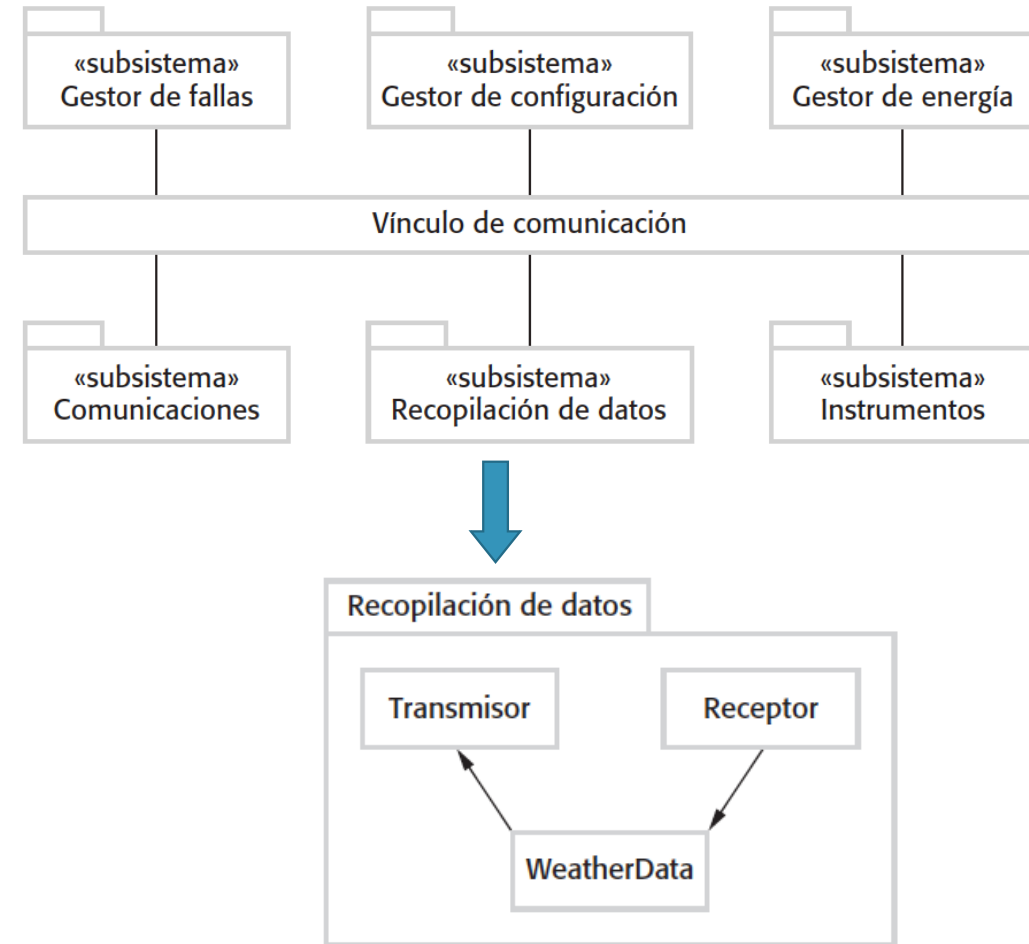 «subsistema»
Gestor de fallas
«subsistema»
Gestor de configuración
«subsistema»
Gestor de energía
Vínculo de comunicación
«subsistema»
Comunicaciones
«subsistema»
Recopilación de datos
«subsistema»
Instrumentos
Recopilación de datos
Transmisor
Receptor
WeatherData